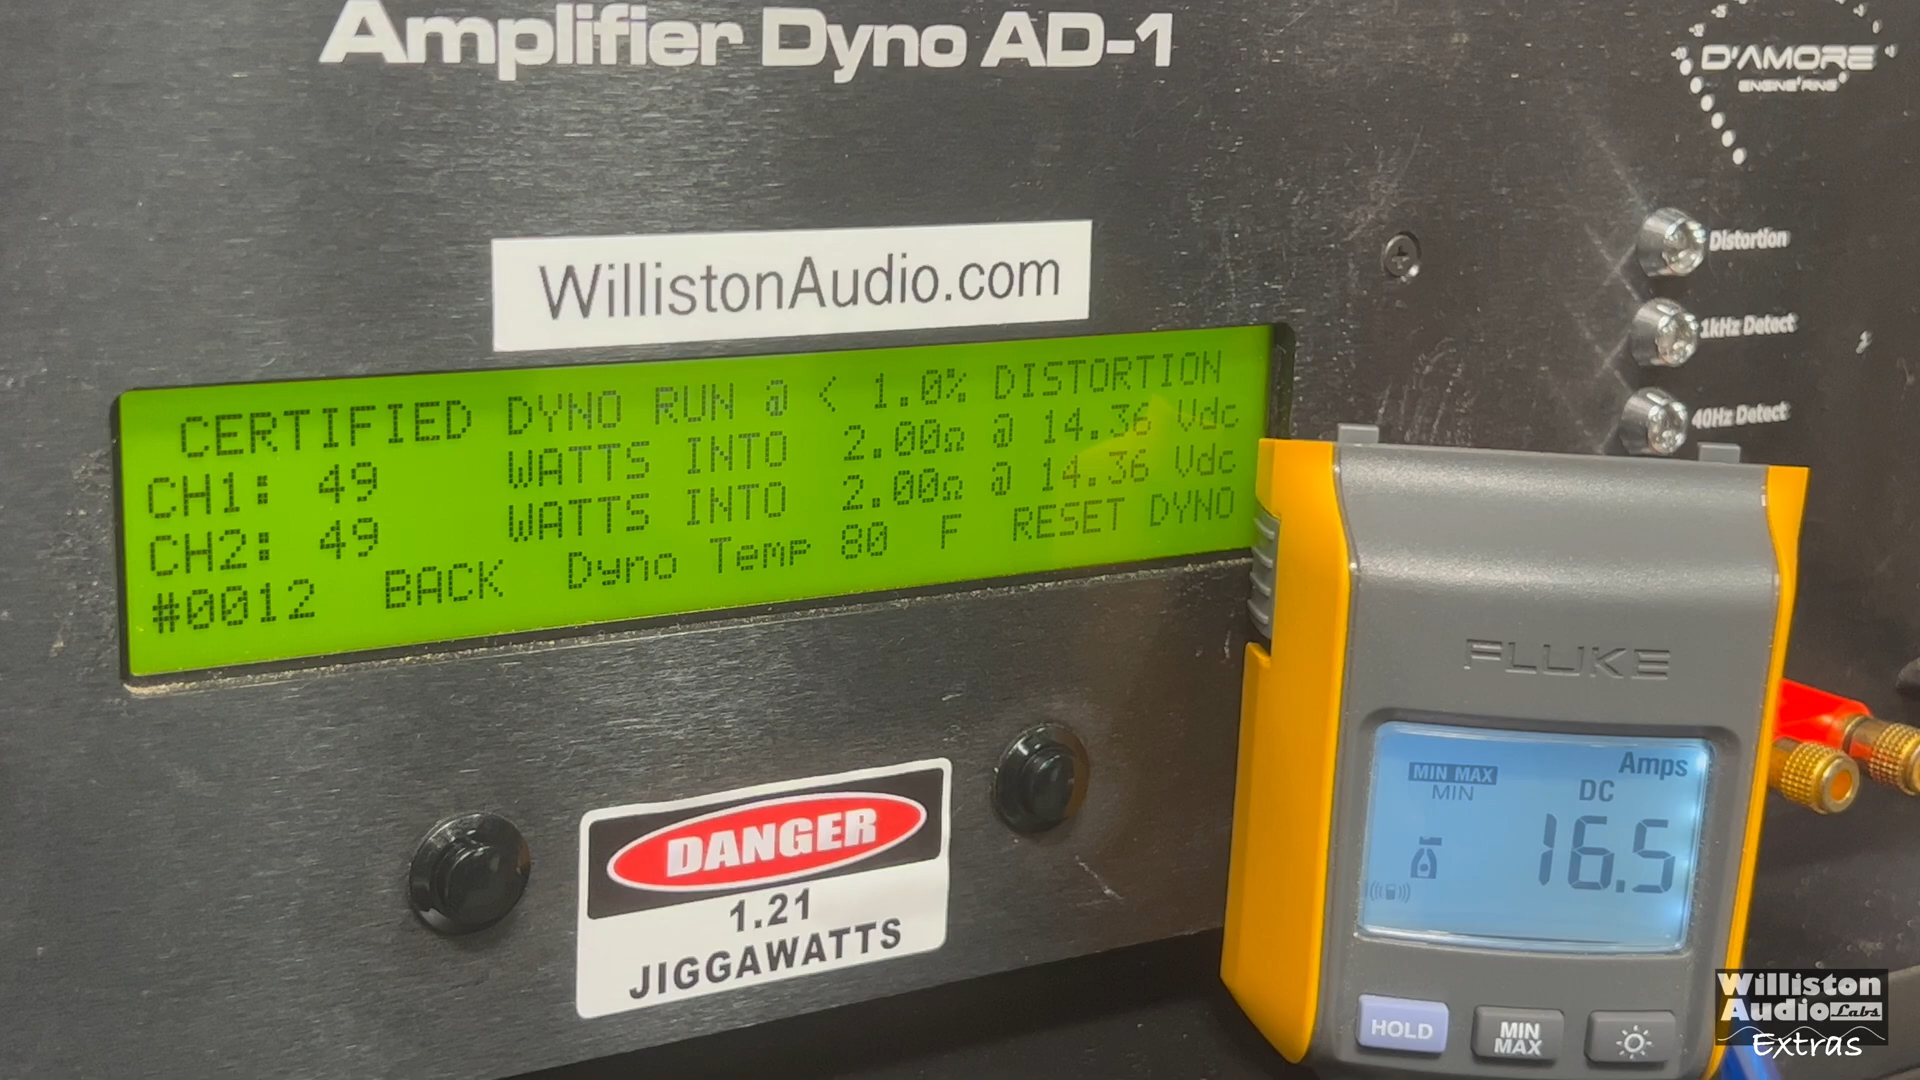 Amplifier Dyno AD-1
D'AMORE
ENGINEERING
WillistonAudio.com
Distortion
1kHz Detect
40Hz Detect
CERTIFIED DYNO RUN @ < 1.0% DISTORTION
CH1: 49 WATTS INTO 2.00Ω @ 14.36 Vdc
CH2: 49 WATTS INTO 2.00Ω @ 14.36 Vdc
#0012 BACK Dyno Temp 80 F RESET DYNO
FLUKE
MIN MAX
MIN
Amps
DC
16.5
DANGER
1.21
JIGGAWATTS
HOLD
MIN
MAX
Williston
Audio Labs
Extras